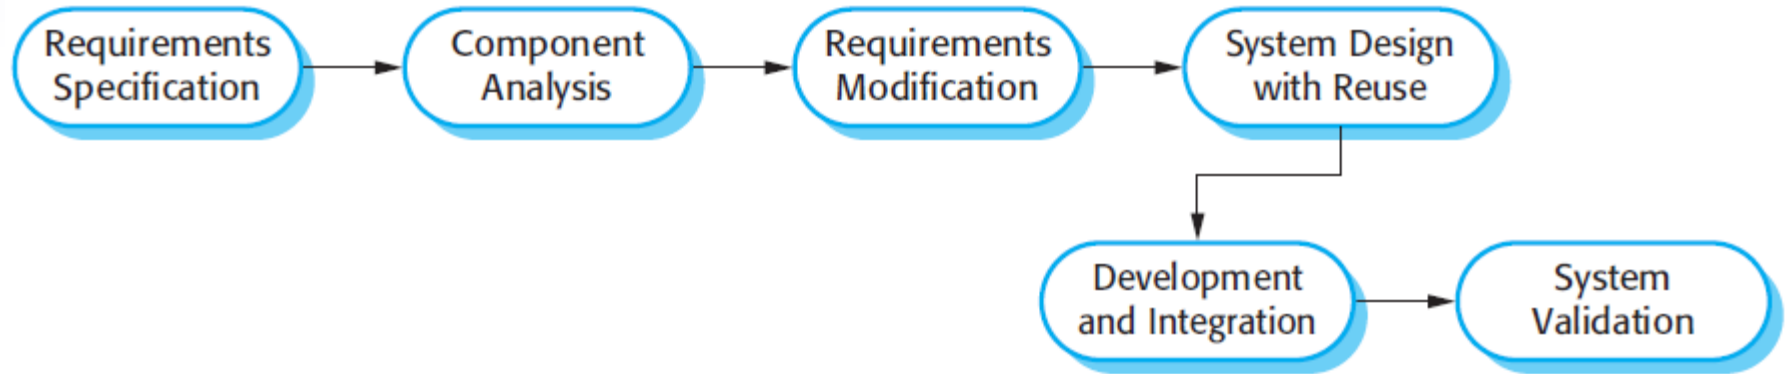 Requirements
Specification
Component
Analysis
Requirements
Modification
System Design
with Reuse
Development
and Integration
System
Validation